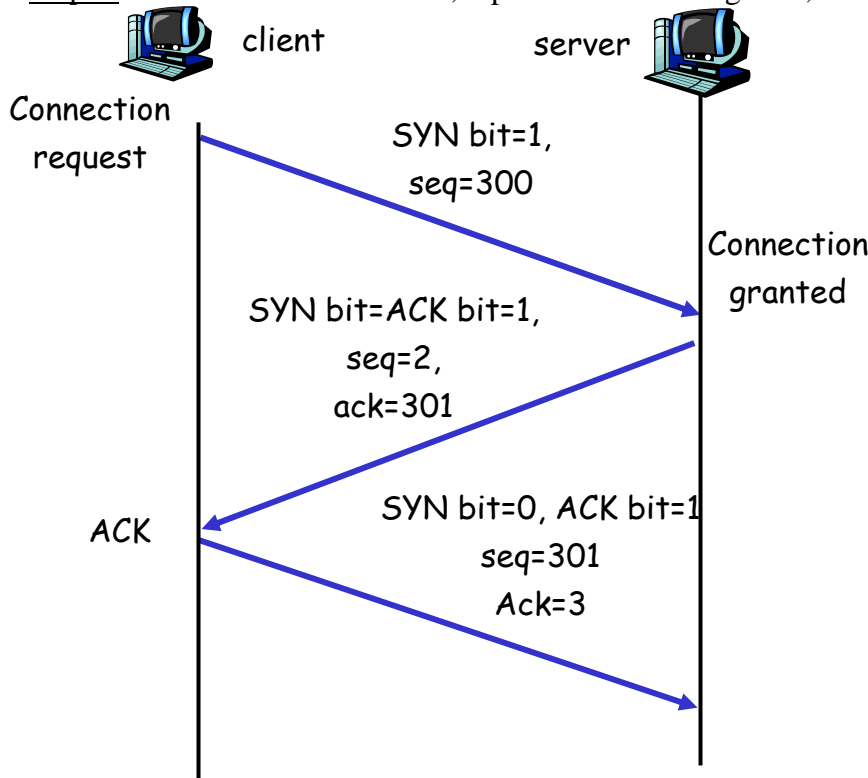 client
server
Connection
request
SYN bit=1,
seq=300
Connection
granted
SYN bit=ACK bit=1,
seq=2,
ack=301
SYN bit=0, ACK bit=1
seq=301
Ack=3
ACK